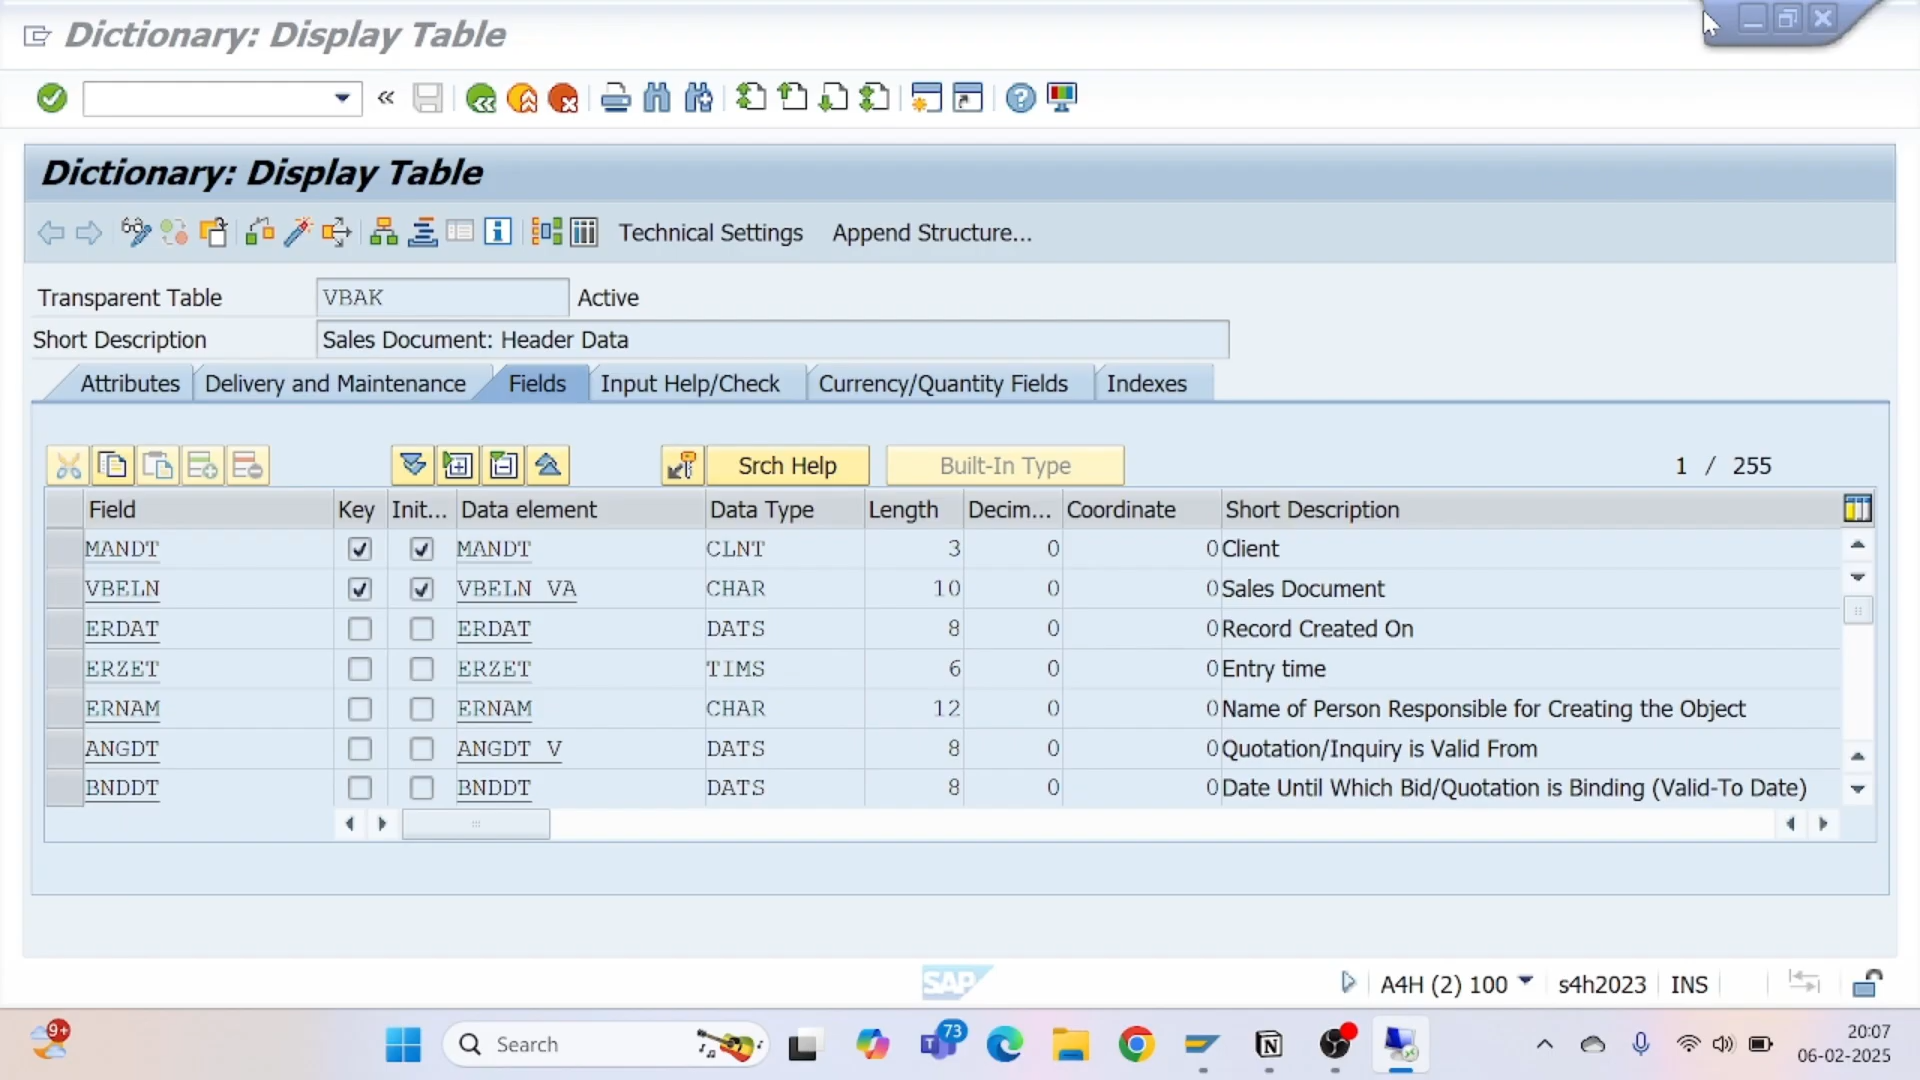 Dictionary: Display Table
Dictionary: Display Table
Technical Settings Append Structure...
Transparent Table VBAK Active
Short Description Sales Document: Header Data
Attributes Delivery and Maintenance Fields Input Help/Check Currency/Quantity Fields Indexes
Srch Help Built-In Type 1 / 255
Field Key Init... Data element Data Type Length Decim... Coordinate Short Description
MANDT MANDT CLNT 3 0 0 Client
VBELN VBELN VA CHAR 10 0 0 Sales Document
ERDAT ERDAT DATS 8 0 0 Record Created On
ERZET ERZET TIMS 6 0 0 Entry time
ERNAM ERNAM CHAR 12 0 0 Name of Person Responsible for Creating the Object
ANGDT ANGDT V DATS 8 0 0 Quotation/Inquiry is Valid From
BNDDT BNDDT DATS 8 0 0 Date Until Which Bid/Quotation is Binding (Valid-To Date)
SAP A4H (2) 100 s4h2023 INS
9+ Search 73 20:07
06-02-2025